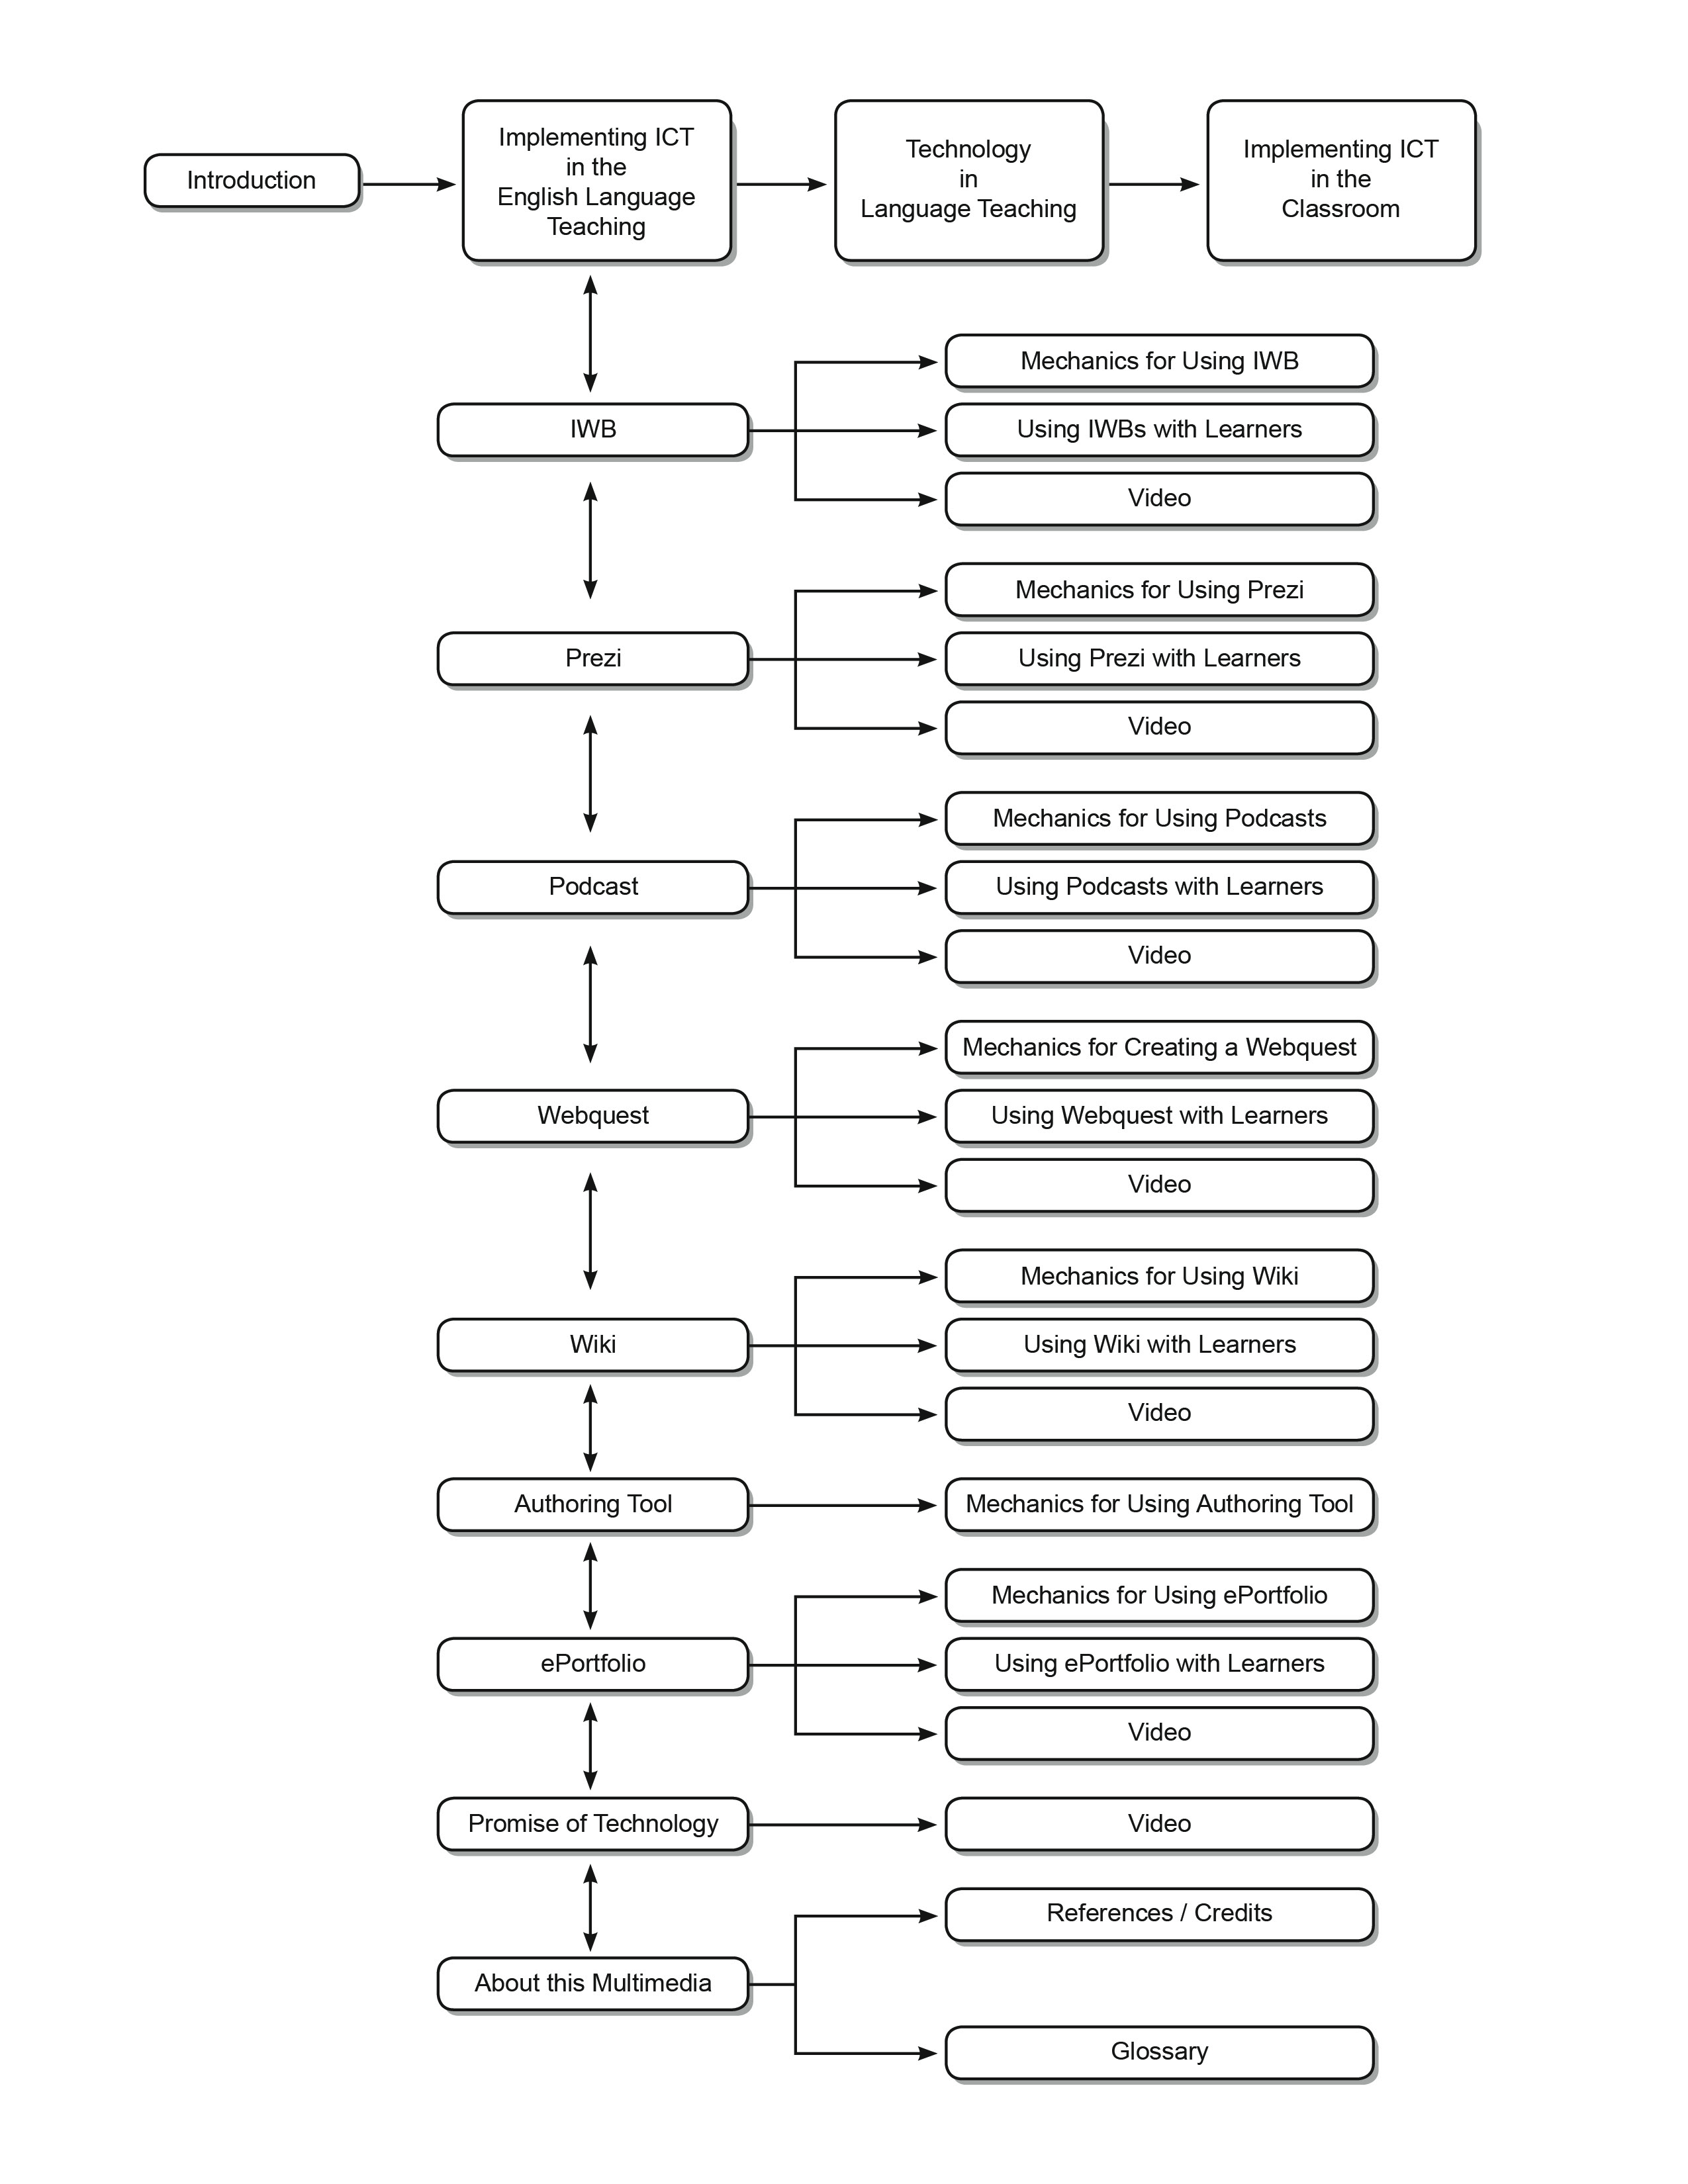 Introduction
Implementing ICT
in the
English Language
Teaching
Technology
in
Language Teaching
Implementing ICT
in the
Classroom
IWB
Mechanics for Using IWB
Using IWBs with Learners
Video
Prezi
Mechanics for Using Prezi
Using Prezi with Learners
Video
Podcast
Mechanics for Using Podcasts
Using Podcasts with Learners
Video
Webquest
Mechanics for Creating a Webquest
Using Webquest with Learners
Video
Wiki
Mechanics for Using Wiki
Using Wiki with Learners
Video
Authoring Tool
Mechanics for Using Authoring Tool
ePortfolio
Mechanics for Using ePortfolio
Using ePortfolio with Learners
Video
Promise of Technology
Video
About this Multimedia
References / Credits
Glossary